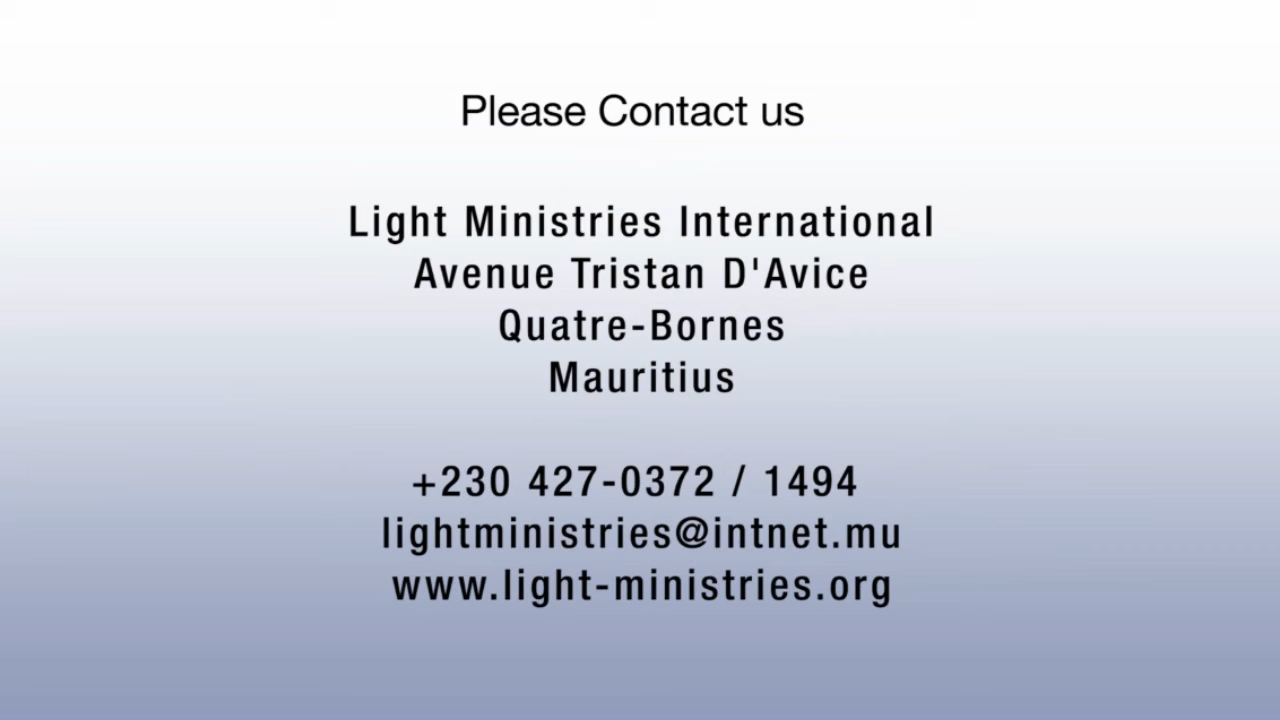 Please Contact us
Light Ministries International
Avenue Tristan D'Avice
Quatre-Bornes
Mauritius
+230 427-0372 / 1494
lightministries@intnet.mu
www.light-ministries.org